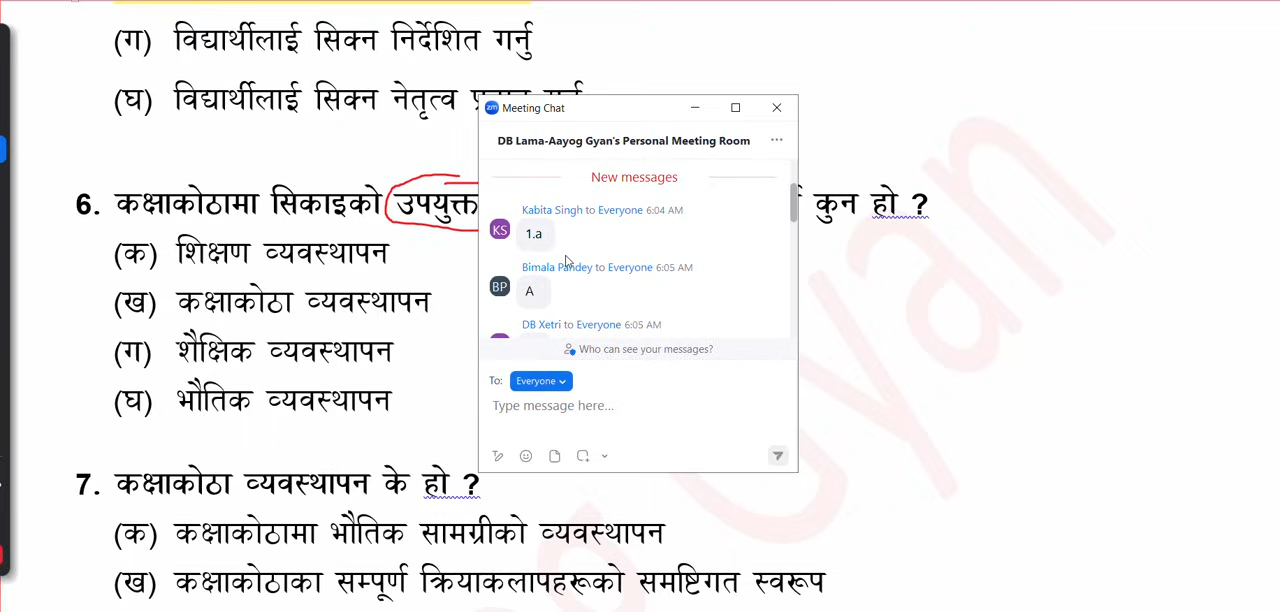 (ग) विद्यार्थीलाई सिक्न निर्देशित गर्नु
(घ) विद्यार्थीलाई सिक्न नेतृत्व
6. कक्षाकोठामा सिकाइको उपयुक्त
कुन हो ?
(क) शिक्षण व्यवस्थापन
(ख) कक्षाकोठा व्यवस्थापन
(ग) शैक्षिक व्यवस्थापन
(घ) भौतिक व्यवस्थापन
7. कक्षाकोठा व्यवस्थापन के हो ?
(क) कक्षाकोठामा भौतिक सामग्रीको व्यवस्थापन
(ख) कक्षाकोठाका सम्पूर्ण क्रियाकलापहरूको समष्टिगत स्वरूप
zm Meeting Chat
DB Lama-Aayog Gyan's Personal Meeting Room
New messages
Kabita Singh to Everyone 6:04 AM
KS
1.a
Bimala Pandey to Everyone 6:05 AM
BP
A
DB Xetri to Everyone 6:05 AM
Who can see your messages?
To: Everyone
Type message here...
Gyan